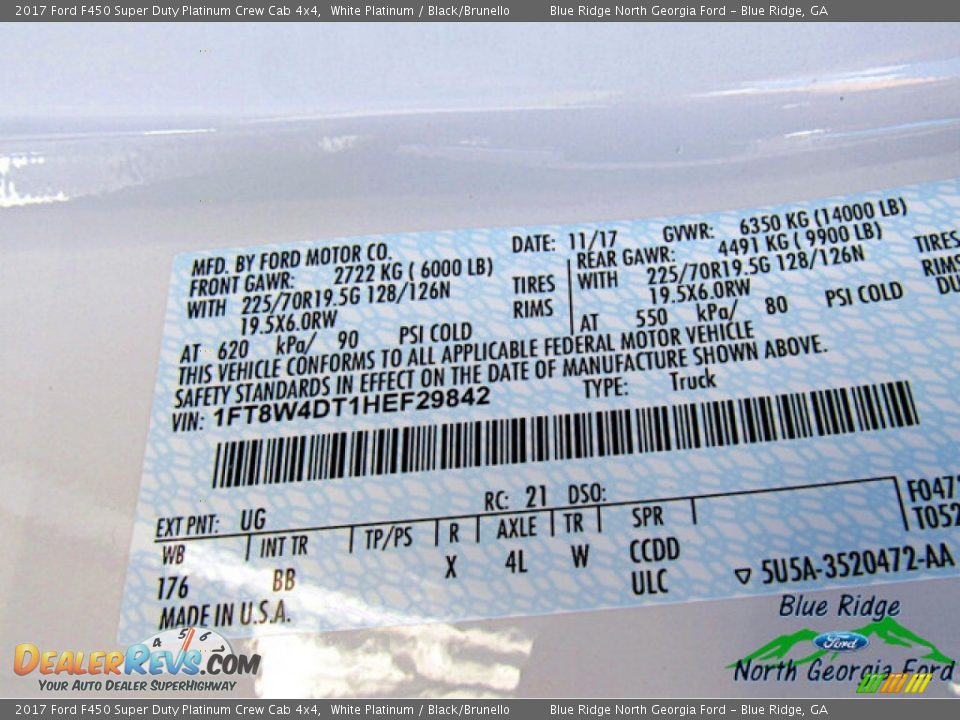 2017 Ford F450 Super Duty Platinum Crew Cab 4x4, White Platinum / Black/Brunello Blue Ridge North Georgia Ford - Blue Ridge, GA
MFD. BY FORD MOTOR CO. DATE: 11/17 GVWR: 6350 KG (14000 LB)
FRONT GAWR: 2722 KG ( 6000 LB) REAR GAWR: 4491 KG ( 9900 LB)
WITH 225/70R19.5G 128/126N TIRES WITH 225/70R19.5G 128/126N TIRES
19.5X6.0RW RIMS 19.5X6.0RW RIMS
AT 620 kPa/ 90 PSI COLD AT 550 kPa/ 80 PSI COLD DU
THIS VEHICLE CONFORMS TO ALL APPLICABLE FEDERAL MOTOR VEHICLE
SAFETY STANDARDS IN EFFECT ON THE DATE OF MANUFACTURE SHOWN ABOVE.
VIN: 1FT8W4DT1HEF29842 TYPE: Truck
EXT PNT: UG RC: 21 DSO: F047
WB INT TR TP/PS R AXLE TR SPR T052
176 BB X 4L W CCDD
ULC ▽ 5U5A-3520472-AA
MADE IN U.S.A.
Blue Ridge
Ford
North Georgia Ford
4 5 6
DEALERREVS.COM
YOUR AUTO DEALER SUPERHIGHWAY
2017 Ford F450 Super Duty Platinum Crew Cab 4x4, White Platinum / Black/Brunello Blue Ridge North Georgia Ford - Blue Ridge, GA